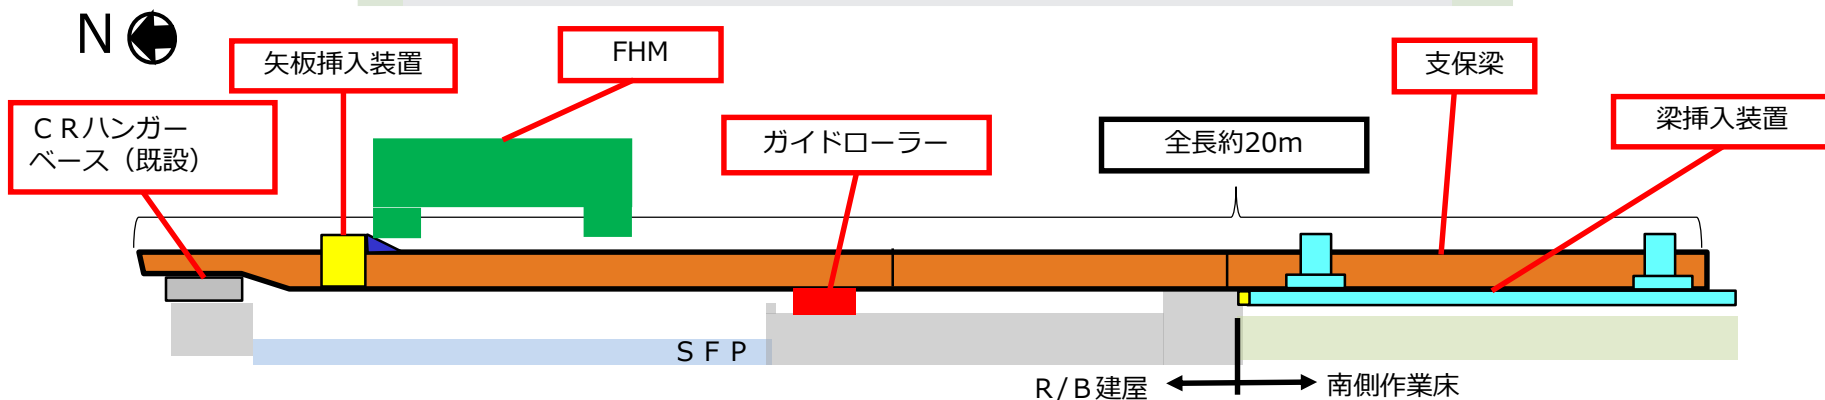 N
矢板挿入装置
FHM
支保梁
CRハンガー
ベース（既設）
ガイドローラー
全長約20m
梁挿入装置
SFP
R/B建屋
南側作業床